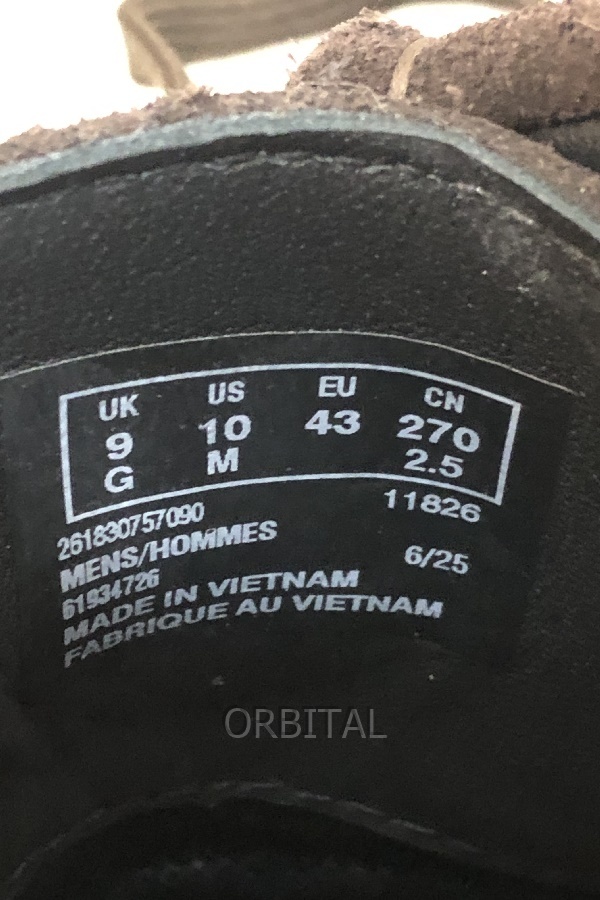 UK US EU CN
9 10 43 270
G M 2.5
261830757090 11826
MENS/HOMMES
61934726 6/25
MADE IN VIETNAM
FABRIQUE AU VIETNAM
ORBITAL